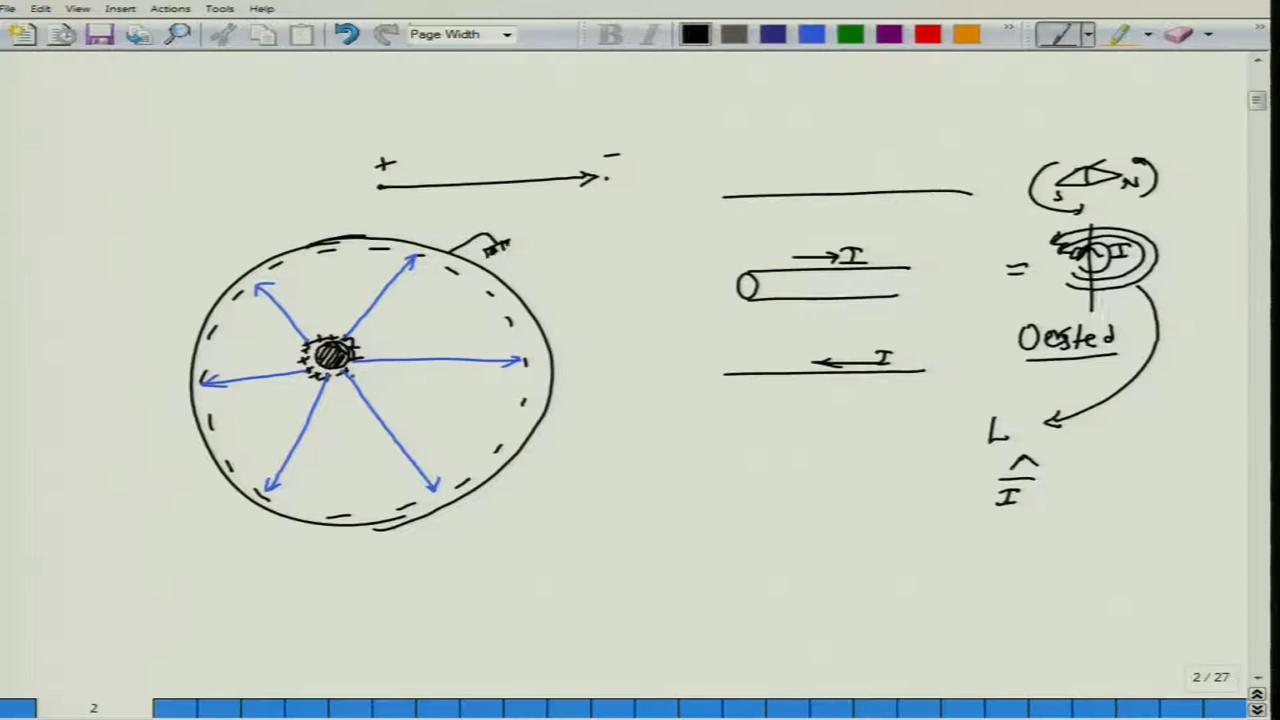 File Edit View Insert Actions Tools Help
Page Width
B I
+ -
S N
I
= I
Oested
I
L
Λ
I
2 / 27
2